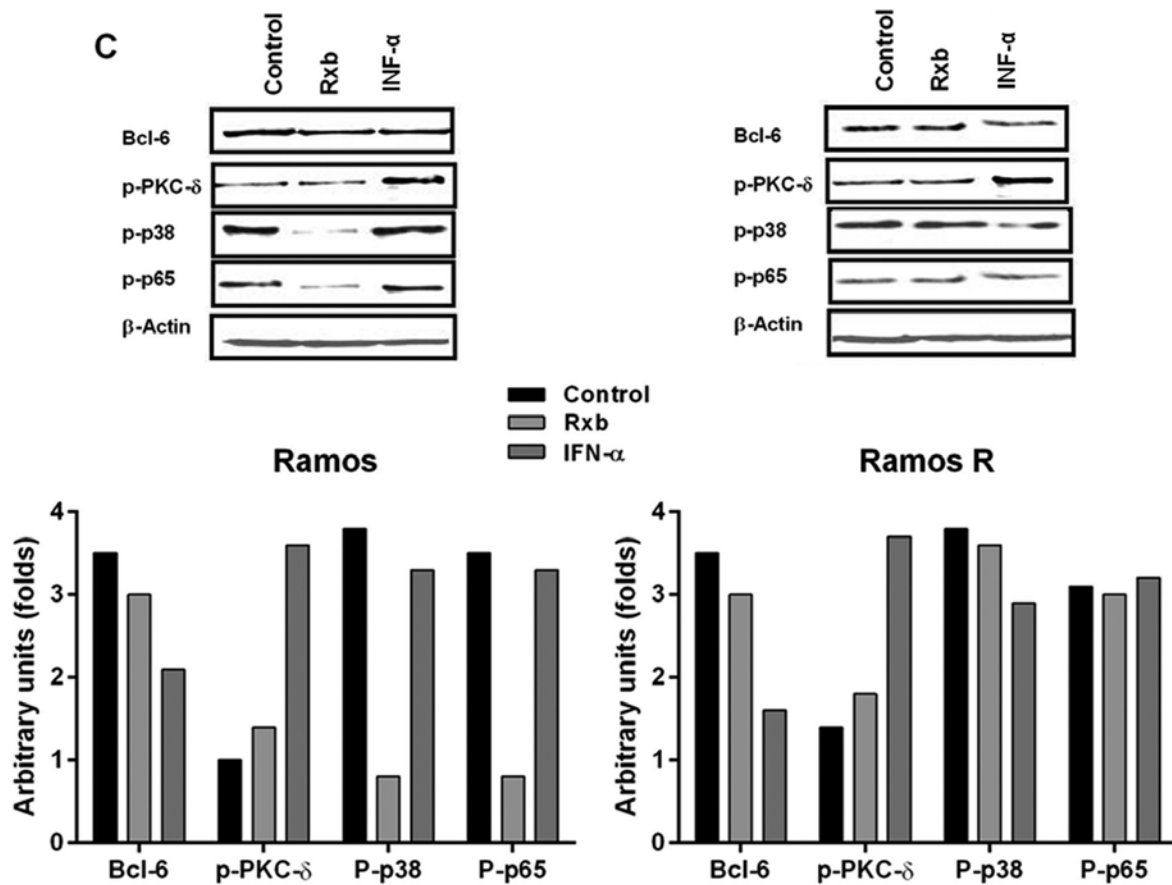 C
Control Rxb INF-α
Bcl-6
p-PKC-δ
p-p38
p-p65
β-Actin
Control Rxb INF-α
Bcl-6
p-PKC-δ
p-p38
p-p65
β-Actin
Control
Rxb
IFN-α
Ramos
Arbitrary units (folds)
4
3
2
1
0
Bcl-6 p-PKC-δ P-p38 P-p65
Ramos R
Arbitrary units (folds)
4
3
2
1
0
Bcl-6 p-PKC-δ P-p38 P-p65